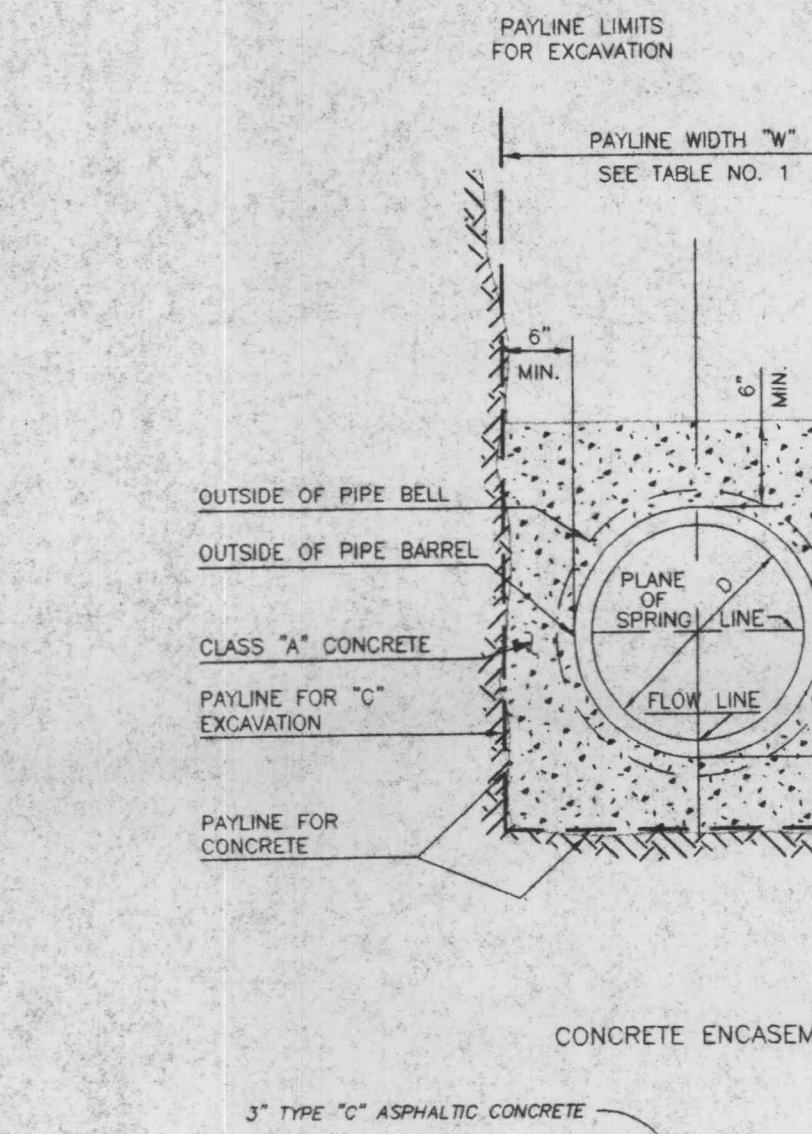 PAYLINE LIMITS
FOR EXCAVATION
PAYLINE WIDTH "W"
SEE TABLE NO. 1
6"
MIN.
6"
MIN.
OUTSIDE OF PIPE BELL
OUTSIDE OF PIPE BARREL
PLANE
OF
SPRING LINE
D
CLASS "A" CONCRETE
PAYLINE FOR "C"
EXCAVATION
FLOW LINE
PAYLINE FOR
CONCRETE
CONCRETE ENCASEM
3" TYPE "C" ASPHALTIC CONCRETE